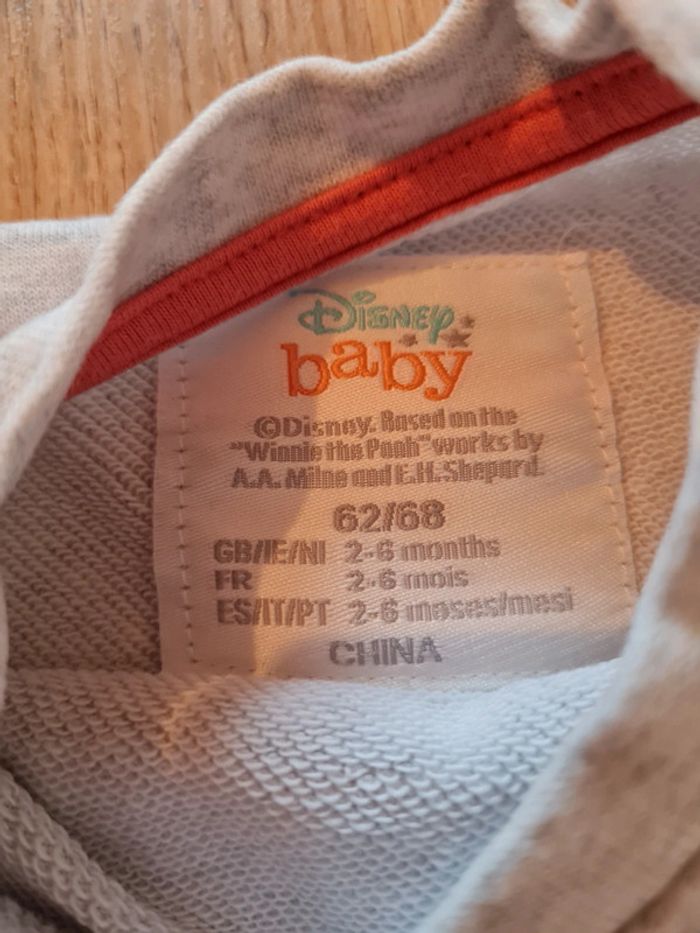 Disney
baby
©Disney. Based on the
"Winnie the Pooh" works by
A.A. Milne and E.H. Shepard.
62/68
GB/IE/NI 2-6 months
FR 2-6 mois
ES/IT/PT 2-6 meses/mesi
CHINA